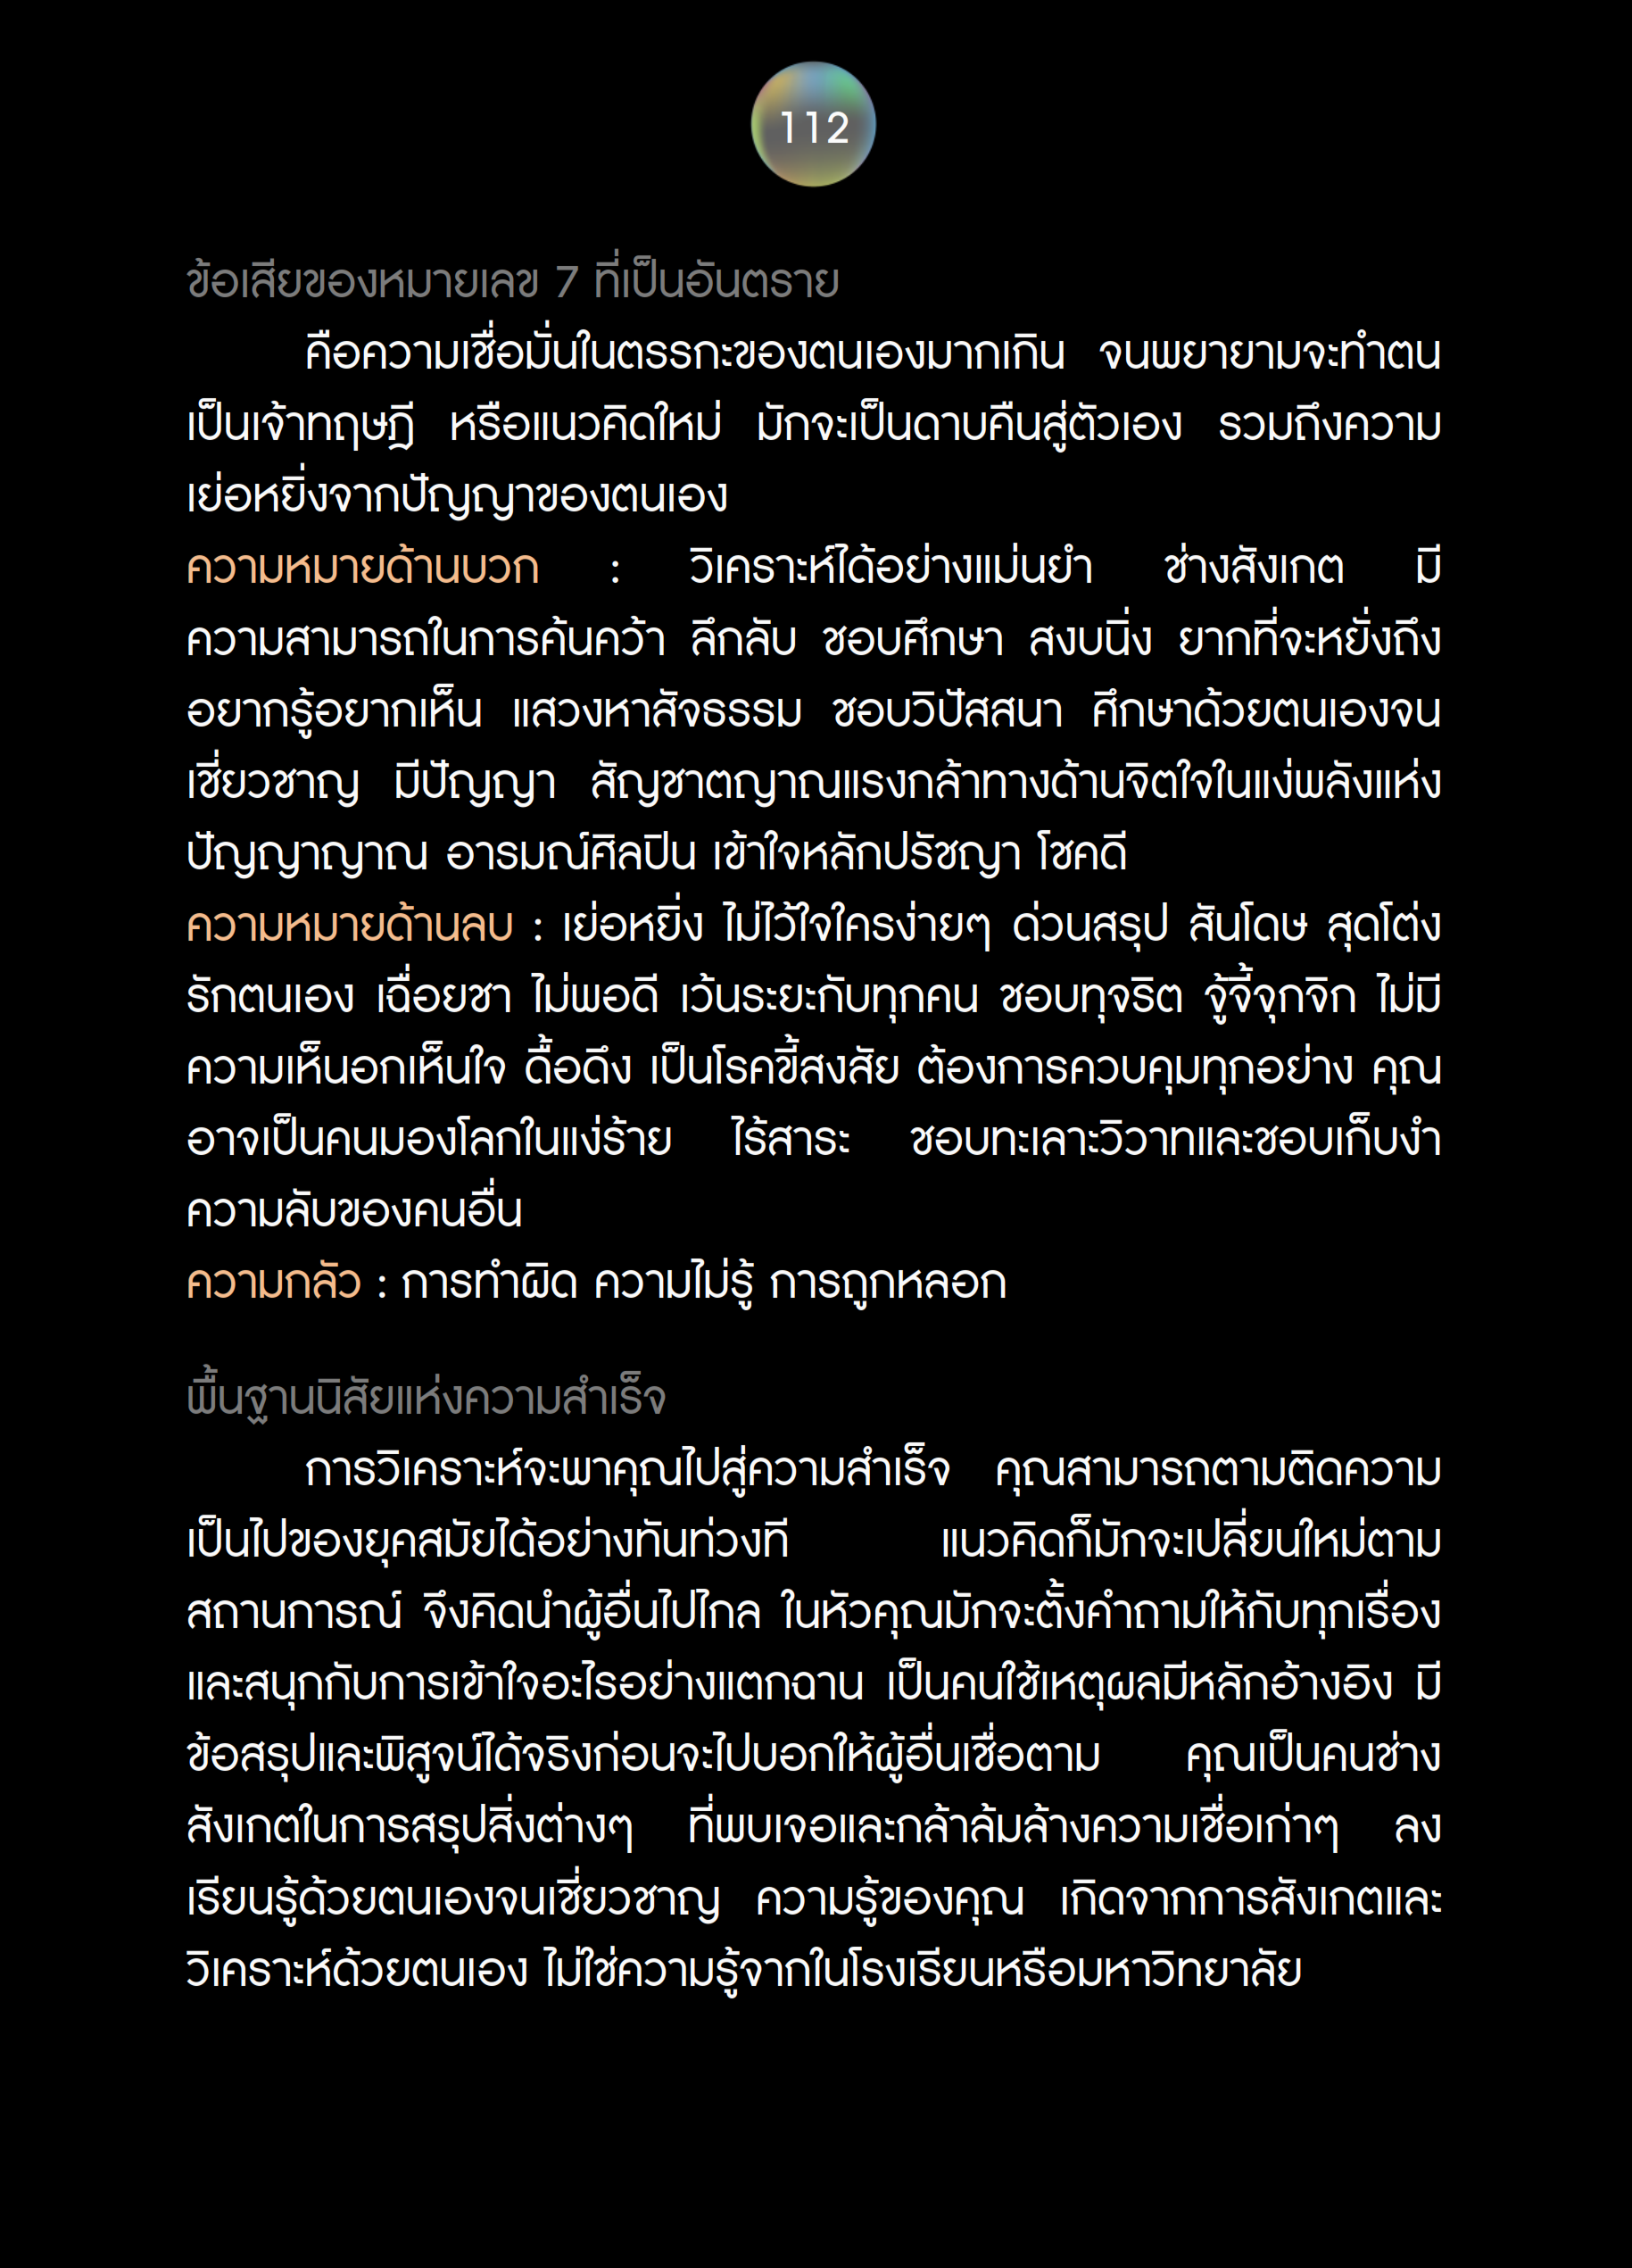 112
ข้อเสียของหมายเลข 7 ที่เป็นอันตราย
คือความเชื่อมั่นในตรรกะของตนเองมากเกิน จนพยายามจะทำตน
เป็นเจ้าทฤษฎี หรือแนวคิดใหม่ มักจะเป็นดาบคืนสู่ตัวเอง รวมถึงความ
เย่อหยิ่งจากปัญญาของตนเอง
ความหมายด้านบวก : วิเคราะห์ได้อย่างแม่นยำ ช่างสังเกต มี
ความสามารถในการค้นคว้า ลึกลับ ชอบศึกษา สงบนิ่ง ยากที่จะหยั่งถึง
อยากรู้อยากเห็น แสวงหาสัจธรรม ชอบวิปัสสนา ศึกษาด้วยตนเองจน
เชี่ยวชาญ มีปัญญา สัญชาตญาณแรงกล้าทางด้านจิตใจในแง่พลังแห่ง
ปัญญาญาณ อารมณ์ศิลปิน เข้าใจหลักปรัชญา โชคดี
ความหมายด้านลบ : เย่อหยิ่ง ไม่ไว้ใจใครง่ายๆ ด่วนสรุป สันโดษ สุดโต่ง
รักตนเอง เฉื่อยชา ไม่พอดี เว้นระยะกับทุกคน ชอบทุจริต จู้จี้จุกจิก ไม่มี
ความเห็นอกเห็นใจ ดื้อดึง เป็นโรคขี้สงสัย ต้องการควบคุมทุกอย่าง คุณ
อาจเป็นคนมองโลกในแง่ร้าย ไร้สาระ ชอบทะเลาะวิวาทและชอบเก็บงำ
ความลับของคนอื่น
ความกลัว : การทำผิด ความไม่รู้ การถูกหลอก
พื้นฐานนิสัยแห่งความสำเร็จ
การวิเคราะห์จะพาคุณไปสู่ความสำเร็จ คุณสามารถตามติดความ
เป็นไปของยุคสมัยได้อย่างทันท่วงที แนวคิดก็มักจะเปลี่ยนใหม่ตาม
สถานการณ์ จึงคิดนำผู้อื่นไปไกล ในหัวคุณมักจะตั้งคำถามให้กับทุกเรื่อง
และสนุกกับการเข้าใจอะไรอย่างแตกฉาน เป็นคนใช้เหตุผลมีหลักอ้างอิง มี
ข้อสรุปและพิสูจน์ได้จริงก่อนจะไปบอกให้ผู้อื่นเชื่อตาม คุณเป็นคนช่าง
สังเกตในการสรุปสิ่งต่างๆ ที่พบเจอและกล้าล้มล้างความเชื่อเก่าๆ ลง
เรียนรู้ด้วยตนเองจนเชี่ยวชาญ ความรู้ของคุณ เกิดจากการสังเกตและ
วิเคราะห์ด้วยตนเอง ไม่ใช่ความรู้จากในโรงเรียนหรือมหาวิทยาลัย